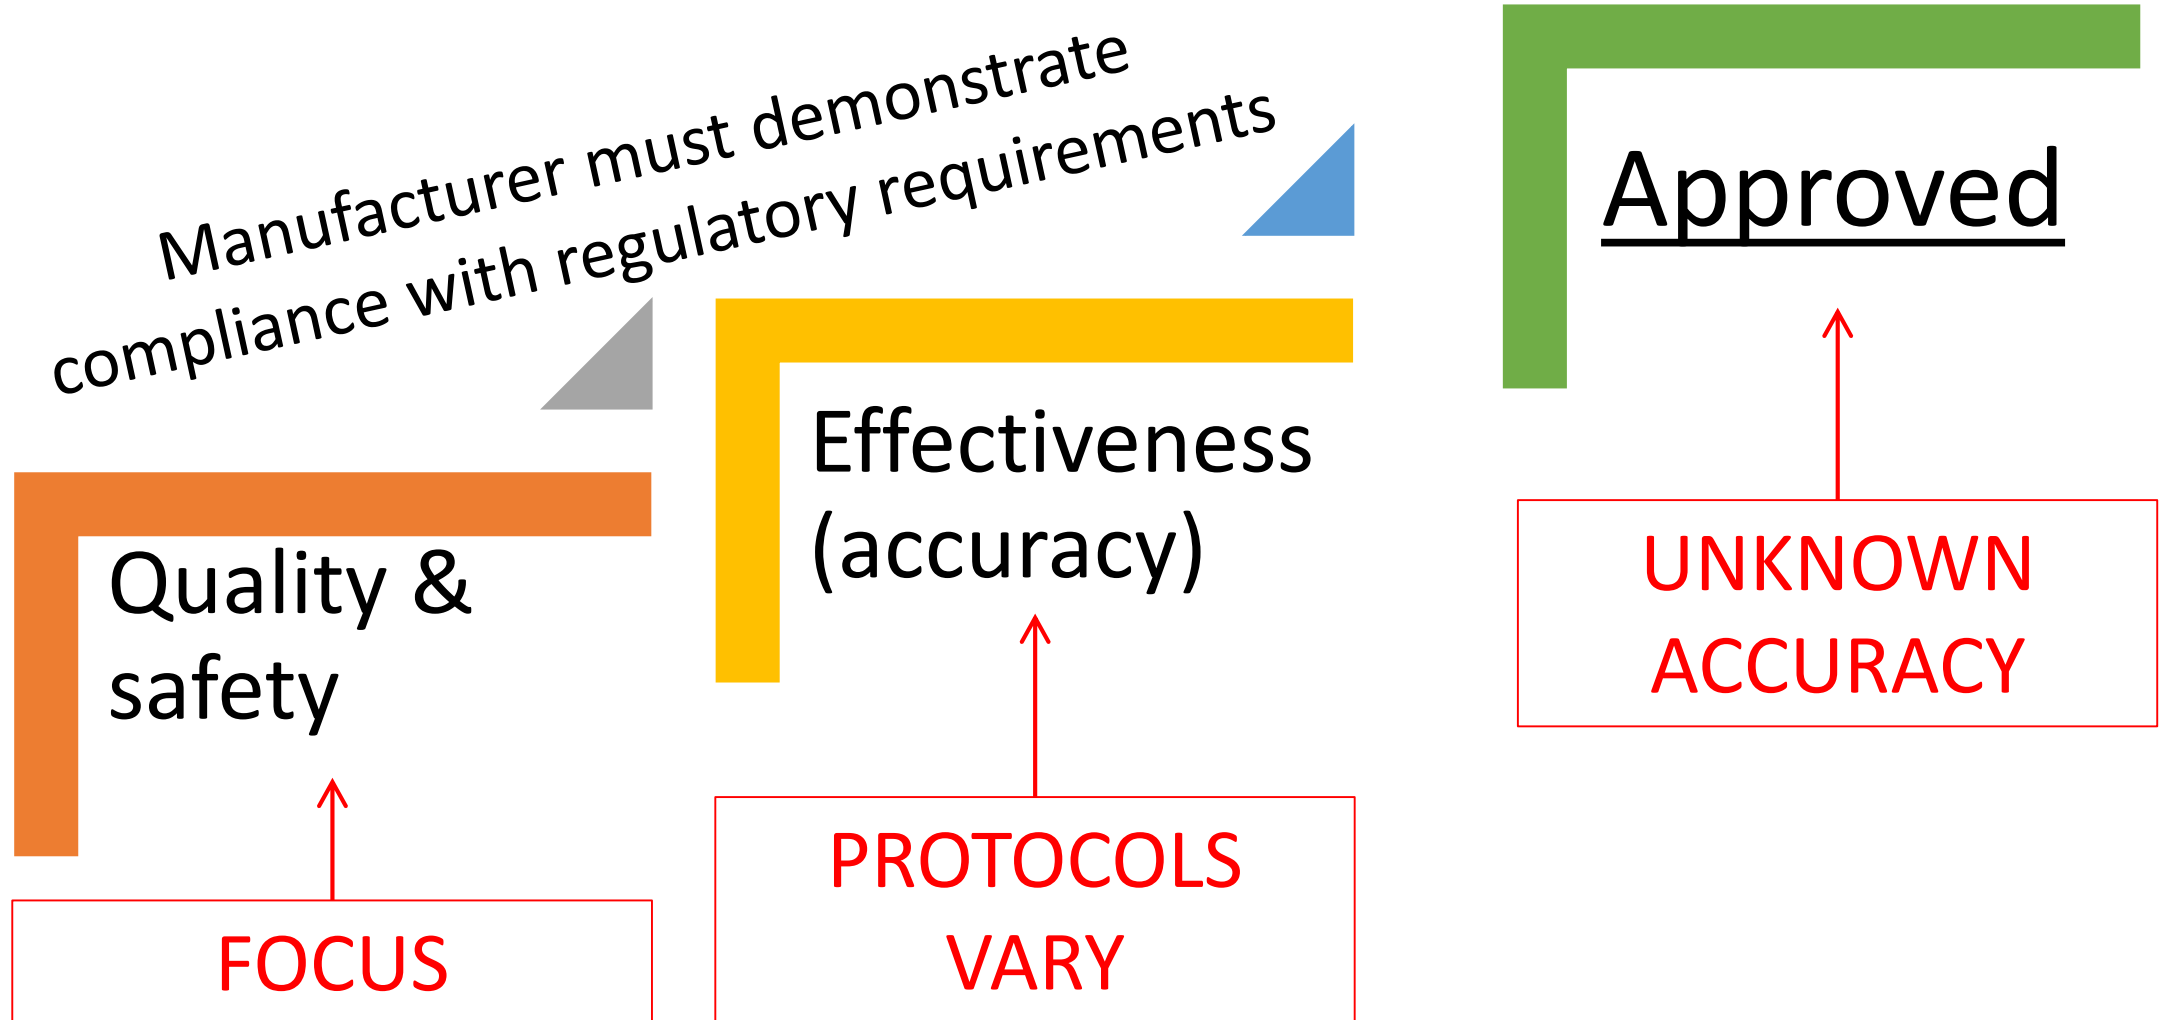 Manufacturer must demonstrate
compliance with regulatory requirements
Quality &
safety
FOCUS
Effectiveness
(accuracy)
PROTOCOLS
VARY
Approved
UNKNOWN
ACCURACY